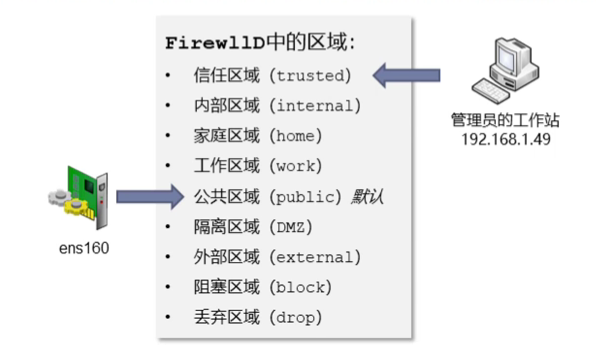 FirewllD中的区域：
• 信任区域（trusted）
• 内部区域（internal）
• 家庭区域（home）
• 工作区域（work）
• 公共区域（public）默认
• 隔离区域（DMZ）
• 外部区域（external）
• 阻塞区域（block）
• 丢弃区域（drop）
管理员的工作站
192.168.1.49
ens160